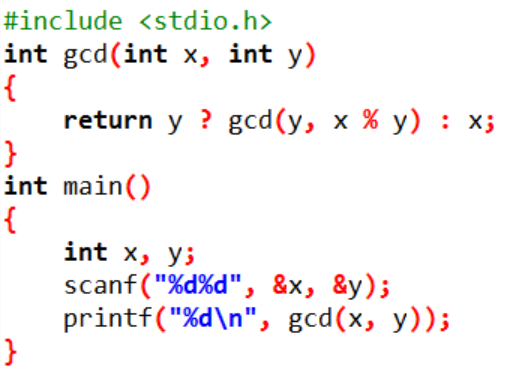 #include <stdio.h>
int gcd(int x, int y)
{
    return y ? gcd(y, x % y) : x;
}
int main()
{
    int x, y;
    scanf("%d%d", &x, &y);
    printf("%d\n", gcd(x, y));
}